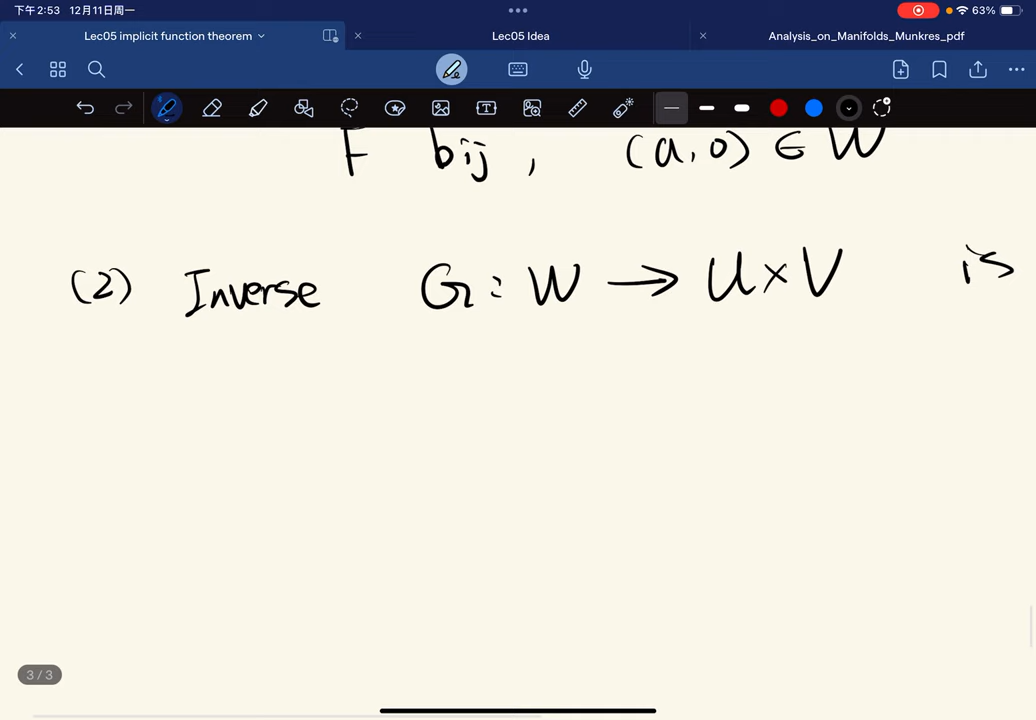 下午2:53 12月11日周一
63%
Lec05 implicit function theorem
Lec05 Idea
Analysis_on_Manifolds_Munkres_pdf
F bij, (a, 0) ∈ W
(2) Inverse G: W → U × V is
3 / 3